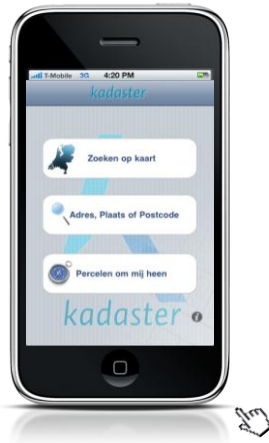 T-Mobile 3G 4:20 PM
kadaster
Zoeken op kaart
Adres, Plaats of Postcode
Percelen om mij heen
kadaster i